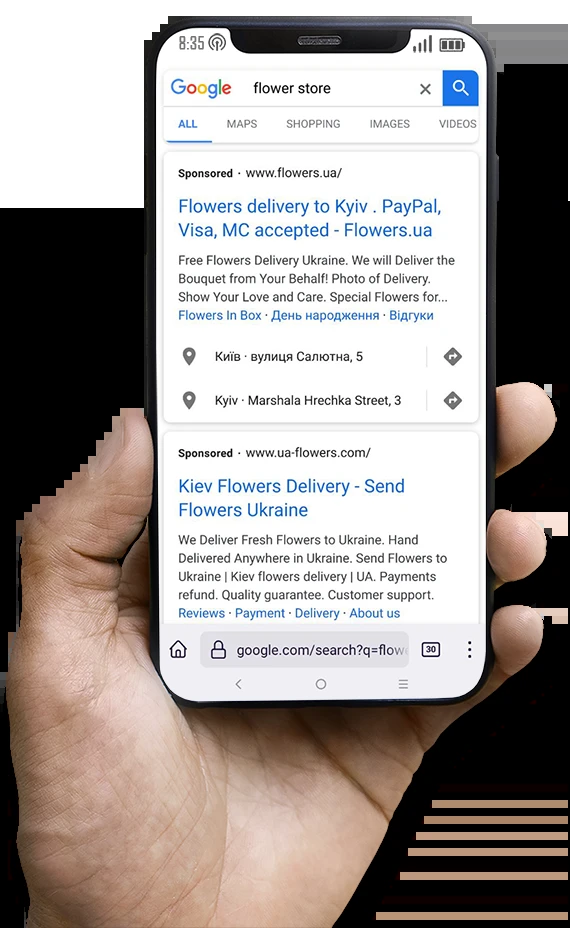 8:35
Google flower store
ALL MAPS SHOPPING IMAGES VIDEOS
Sponsored · www.flowers.ua/
Flowers delivery to Kyiv . PayPal,
Visa, MC accepted - Flowers.ua
Free Flowers Delivery Ukraine. We will Deliver the
Bouquet from Your Behalf! Photo of Delivery.
Show Your Love and Care. Special Flowers for...
Flowers In Box · День народження · Відгуки
Київ · вулиця Салютна, 5
Kyiv · Marshala Hrechka Street, 3
Sponsored · www.ua-flowers.com/
Kiev Flowers Delivery - Send
Flowers Ukraine
We Deliver Fresh Flowers to Ukraine. Hand
Delivered Anywhere in Ukraine. Send Flowers to
Ukraine | Kiev flowers delivery | UA. Payments
refund. Quality guarantee. Customer support.
Reviews · Payment · Delivery · About us
google.com/search?q=flow 30